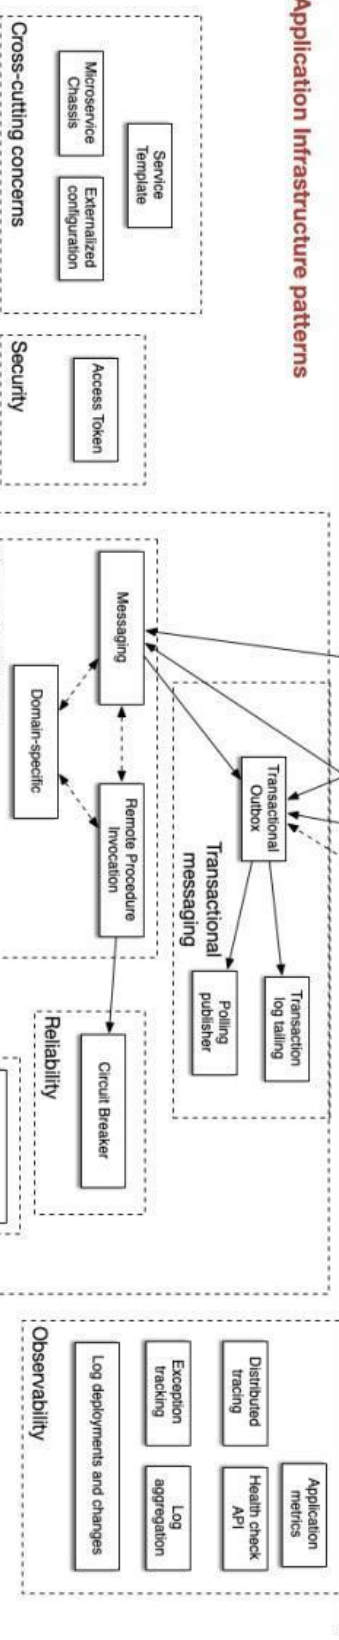 Application Infrastructure patterns
Service
Template
Microservice
Chassis
Externalized
configuration
Cross-cutting concerns
Access Token
Security
Transaction
log tailing
Transactional
Outbox
Polling
publisher
Transactional
messaging
Messaging
Remote Procedure
Invocation
Domain-specific
Circuit Breaker
Reliability
Application
metrics
Distributed
tracing
Health check
API
Exception
tracking
Log
aggregation
Log deployments and changes
Observability